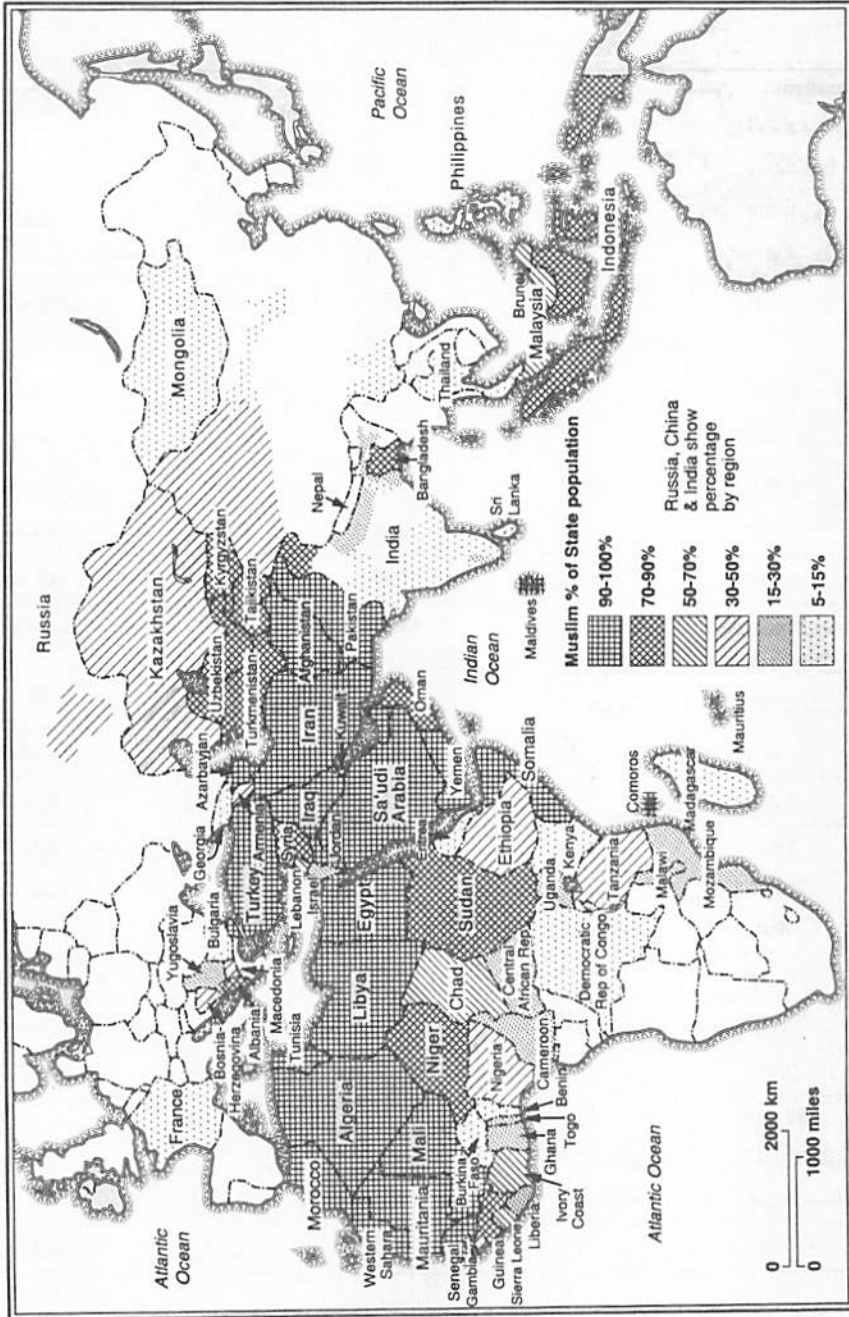 Atlantic
Ocean
Russia
Mongolia
Kazakhstan
France
Yugoslavia
Bosnia-
Herzegovina
Bulgaria
Albania
Macedonia
Georgia
Armenia
Azarbayjan
Uzbekistan
Kyrgyzstan
Turkmenistan
Tajikistan
Turkey
Syria
Lebanon
Israel
Jordan
Iraq
Iran
Kuwait
Afghanistan
Pakistan
Nepal
India
Bangladesh
Sri
Lanka
Maldives
Thailand
Pacific
Ocean
Philippines
Brunei
Malaysia
Indonesia
Morocco
Western
Sahara
Algeria
Tunisia
Libya
Egypt
Sa'udi
Arabia
Yemen
Oman
Mauritania
Mali
Niger
Chad
Sudan
Eritrea
Ethiopia
Somalia
Senegal
Gambia
Guinea
Sierra Leone
Liberia
Ivory
Coast
Burkina
Faso
Ghana
Togo
Benin
Nigeria
Cameroon
Central
African Rep
Democratic
Rep of Congo
Uganda
Kenya
Tanzania
Malawi
Mozambique
Comoros
Madagascar
Mauritius
Indian
Ocean
Atlantic Ocean
0 2000 km
0 1000 miles
Muslim % of State population
90-100%
70-90%
50-70%
30-50%
15-30%
5-15%
Russia, China
& India show
percentage
by region